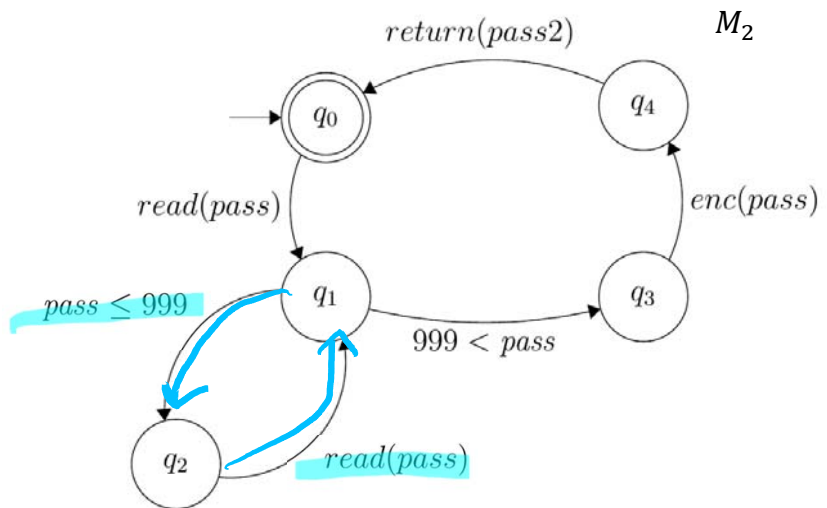 M₂
return(pass2)
q₀
q₄
read(pass)
enc(pass)
q₁
q₃
pass ≤ 999
999 < pass
q₂
read(pass)